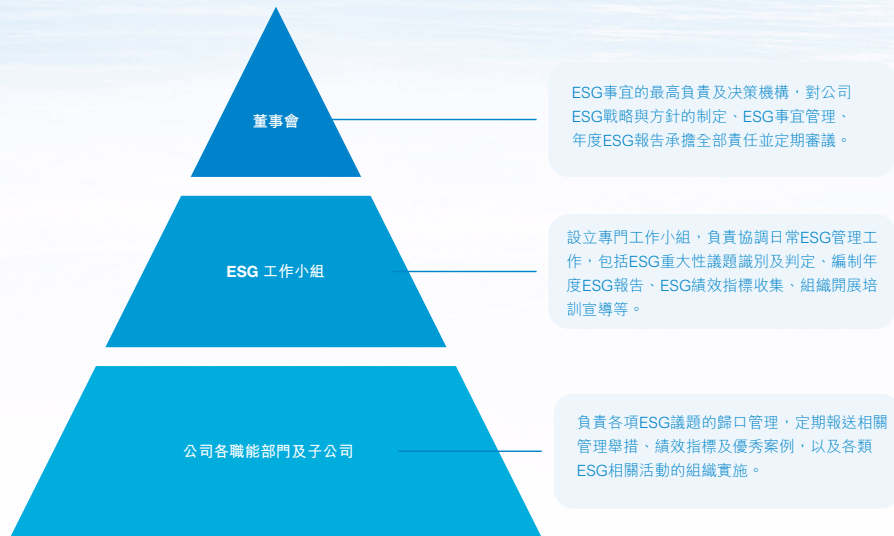 董事會
ESG事宜的最高負責及決策機構，對公司
ESG戰略與方針的制定、ESG事宜管理、
年度ESG報告承擔全部責任並定期審議。
ESG 工作小組
設立專門工作小組，負責協調日常ESG管理工
作，包括ESG重大性議題識別及判定、編制年
度ESG報告、ESG績效指標收集、組織開展培
訓宣導等。
公司各職能部門及子公司
負責各項ESG議題的歸口管理，定期報送相關
管理舉措、績效指標及優秀案例，以及各類
ESG相關活動的組織實施。